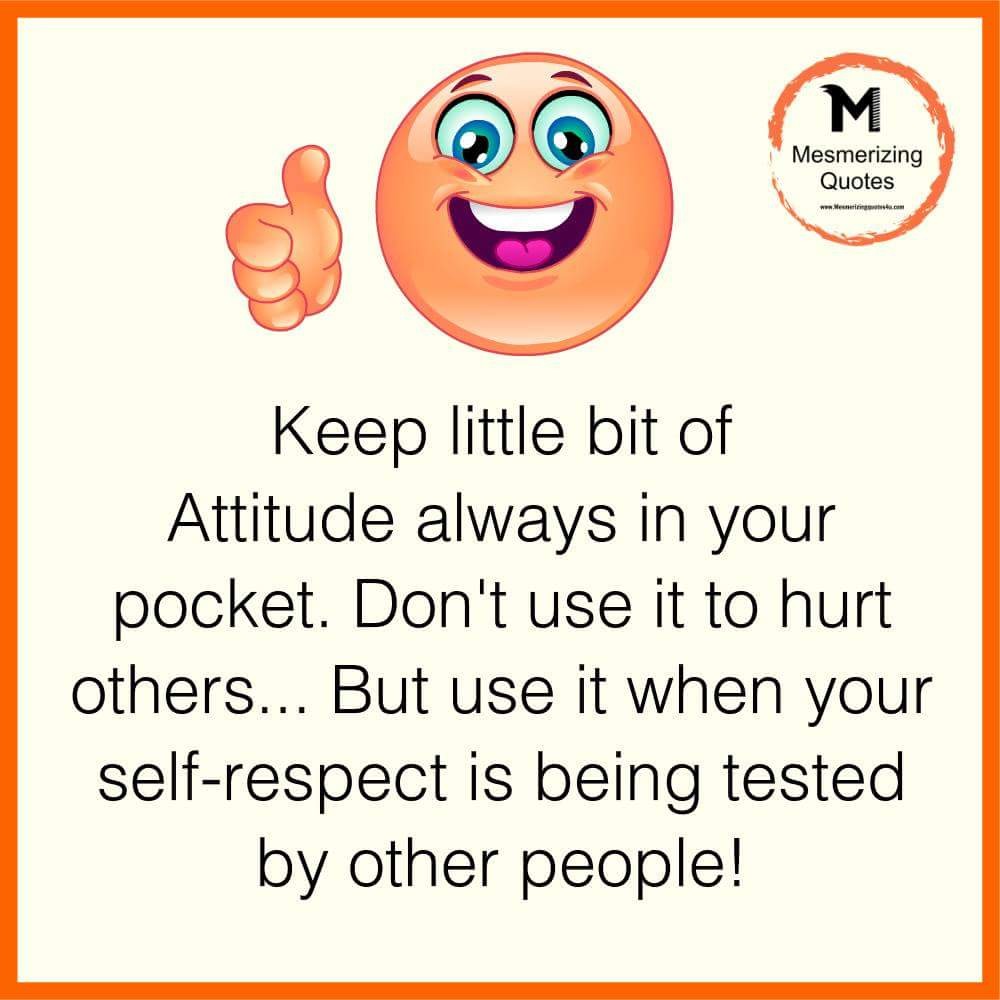 M
Mesmerizing
Quotes
www.Mesmerizingquotes4u.com
Keep little bit of
Attitude always in your
pocket. Don't use it to hurt
others... But use it when your
self-respect is being tested
by other people!